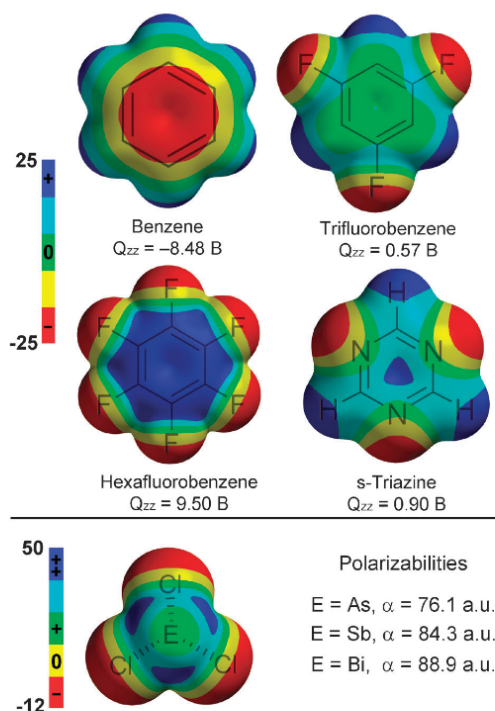 25
+
0
–
-25
Benzene
Qzz = –8.48 B
F
F
F
Trifluorobenzene
Qzz = 0.57 B
F
F
F
F
F
F
Hexafluorobenzene
Qzz = 9.50 B
H
N
N
H
N
H
s-Triazine
Qzz = 0.90 B
50
+
+
+
0
–
-12
Cl
E
Cl
Cl
Polarizabilities
E = As, α = 76.1 a.u.
E = Sb, α = 84.3 a.u.
E = Bi, α = 88.9 a.u.